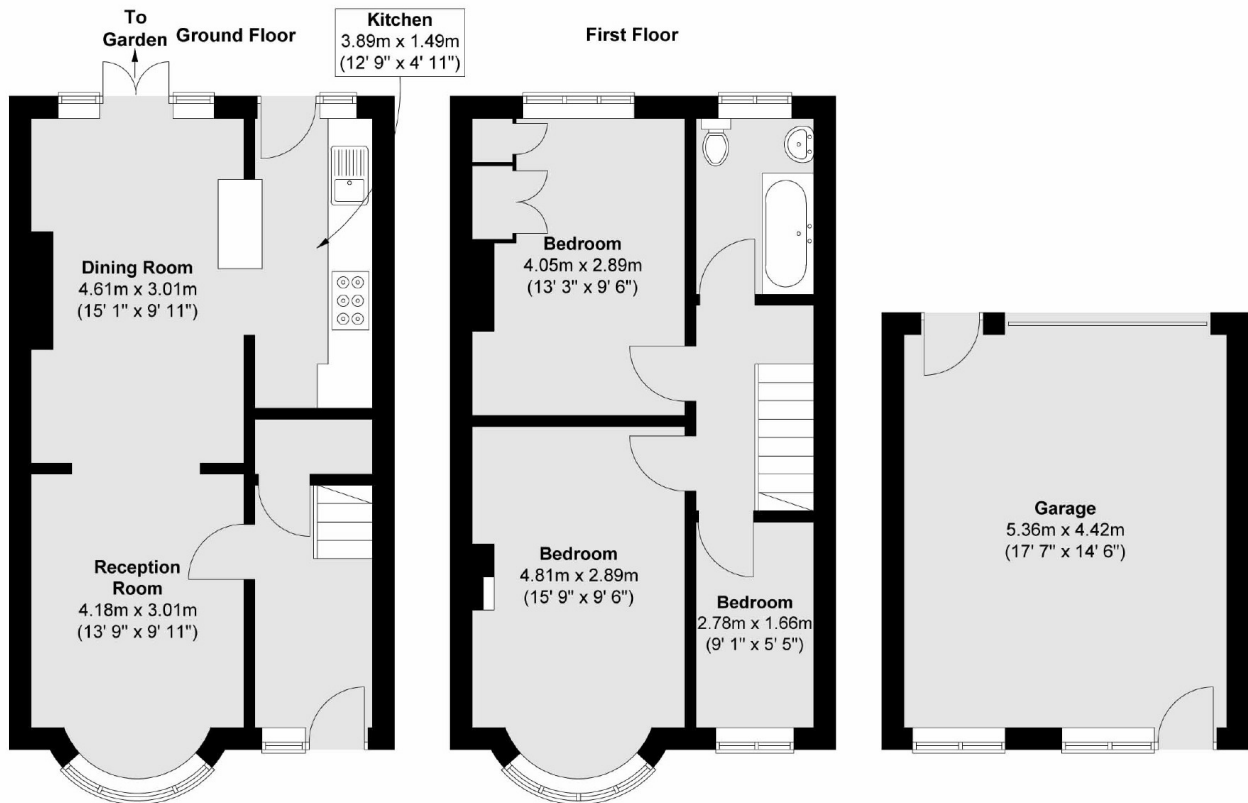 To
Garden
Ground Floor
Kitchen
3.89m x 1.49m
(12' 9" x 4' 11")
First Floor
Dining Room
4.61m x 3.01m
(15' 1" x 9' 11")
Reception
Room
4.18m x 3.01m
(13' 9" x 9' 11")
Bedroom
4.05m x 2.89m
(13' 3" x 9' 6")
Bedroom
4.81m x 2.89m
(15' 9" x 9' 6")
Bedroom
2.78m x 1.66m
(9' 1" x 5' 5")
Garage
5.36m x 4.42m
(17' 7" x 14' 6")